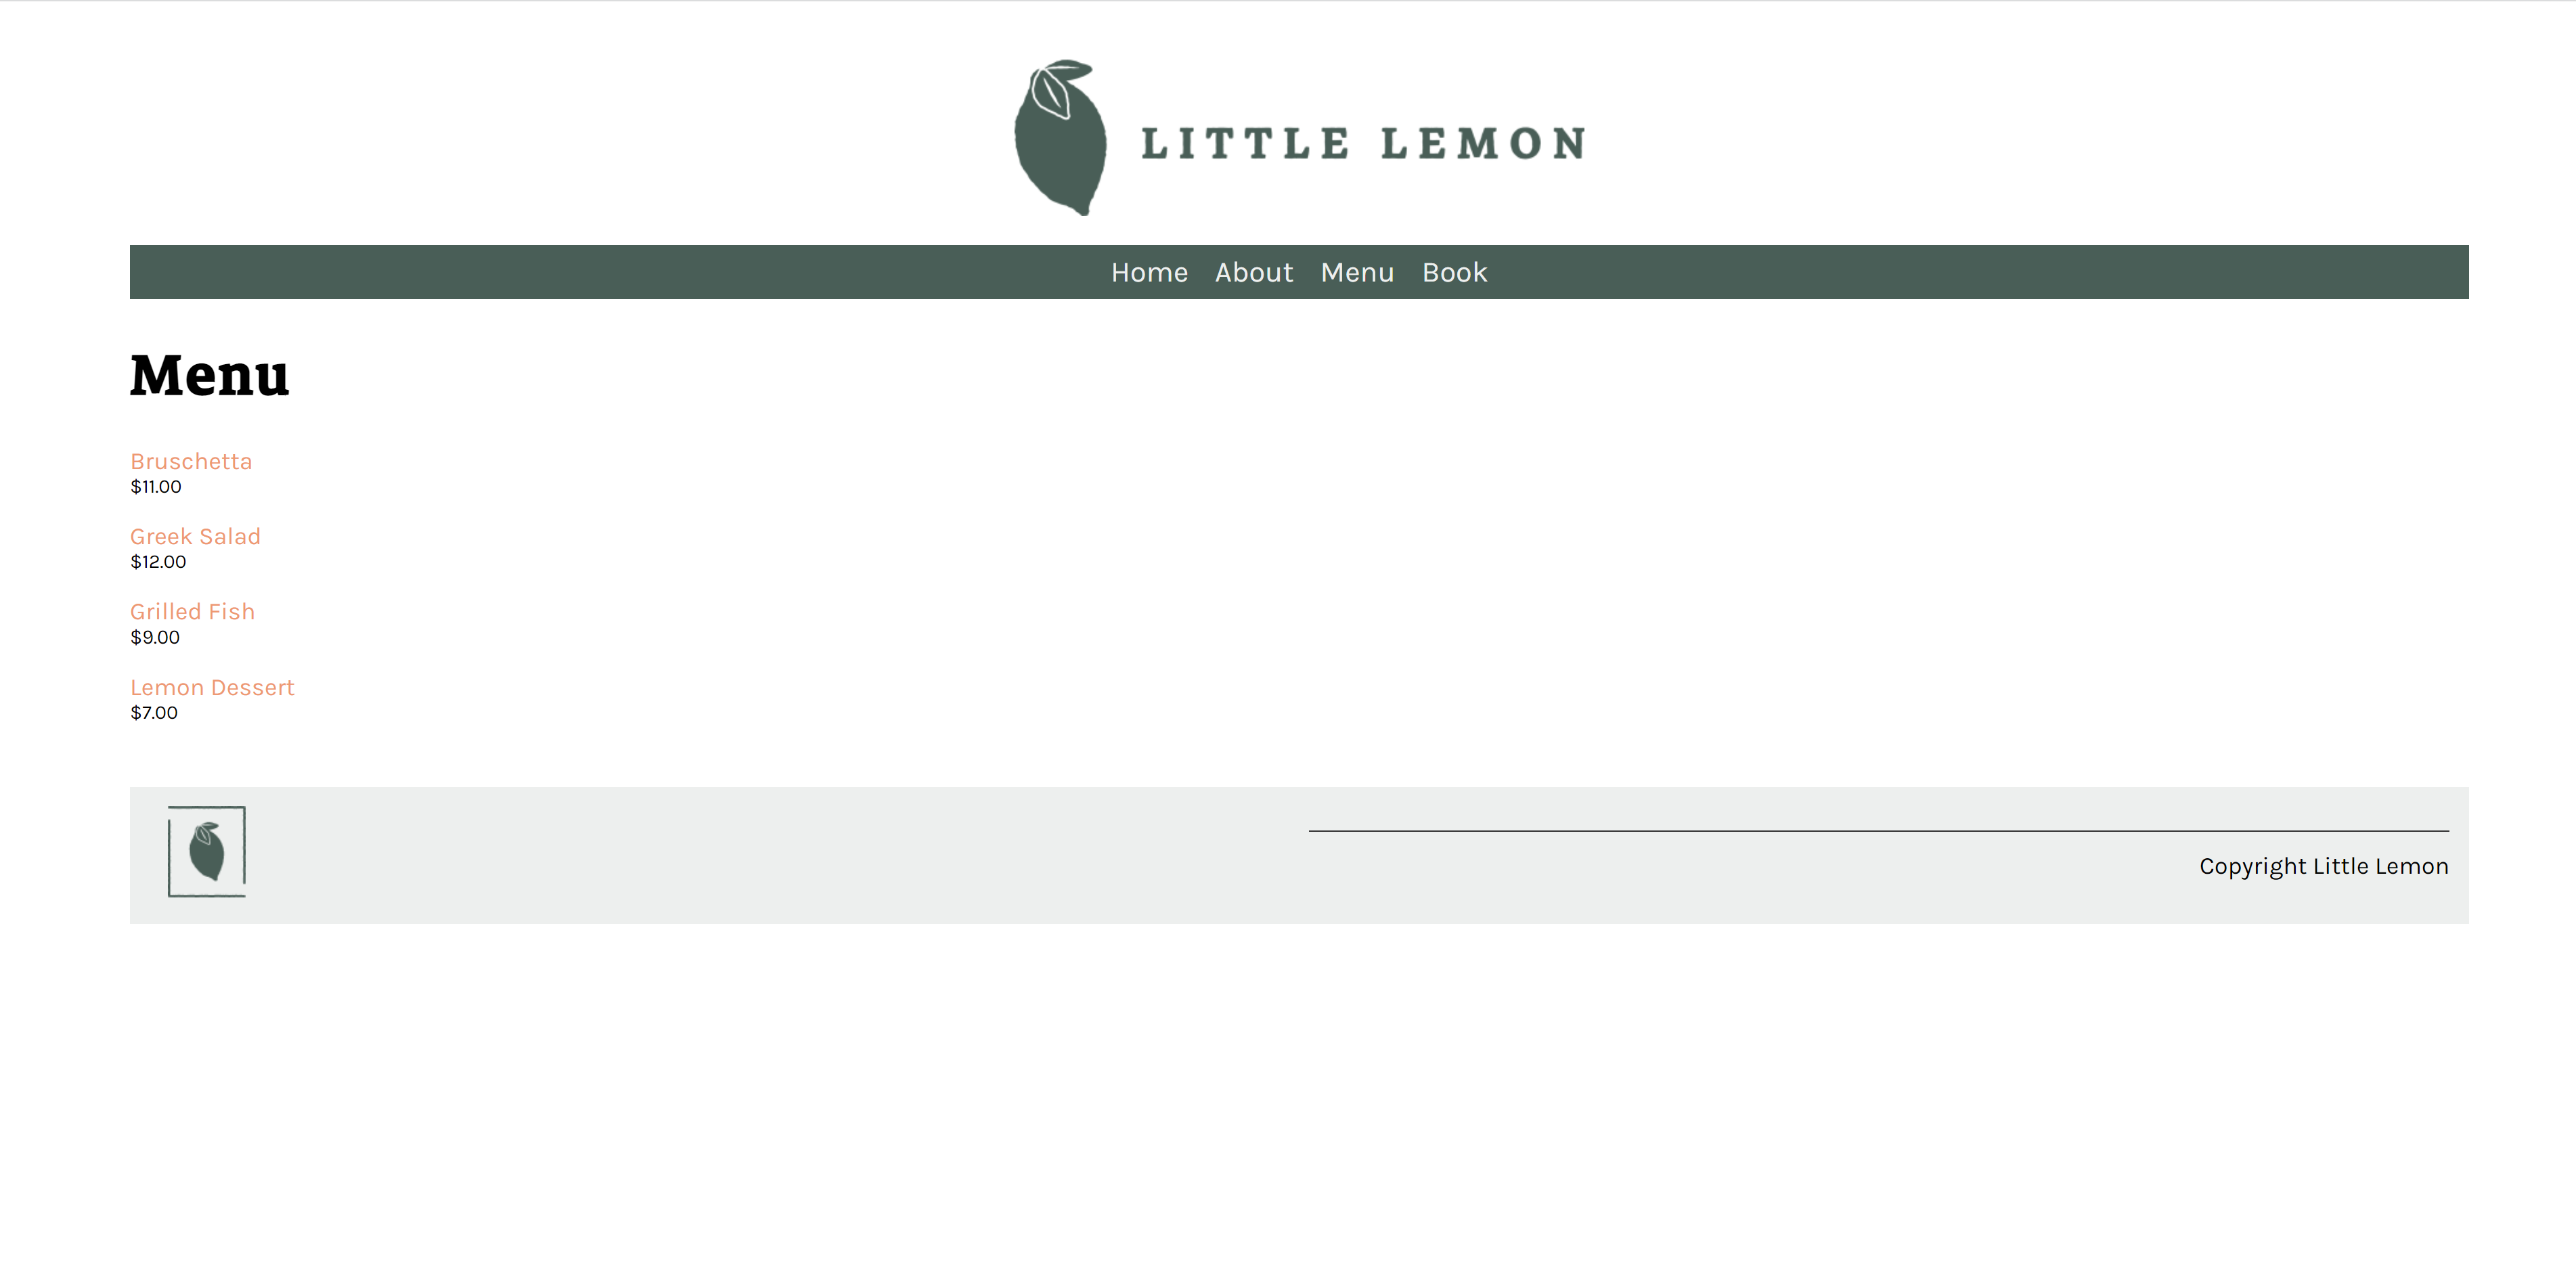 LITTLE LEMON
Home About Menu Book
Menu
Bruschetta
$11.00
Greek Salad
$12.00
Grilled Fish
$9.00
Lemon Dessert
$7.00
Copyright Little Lemon